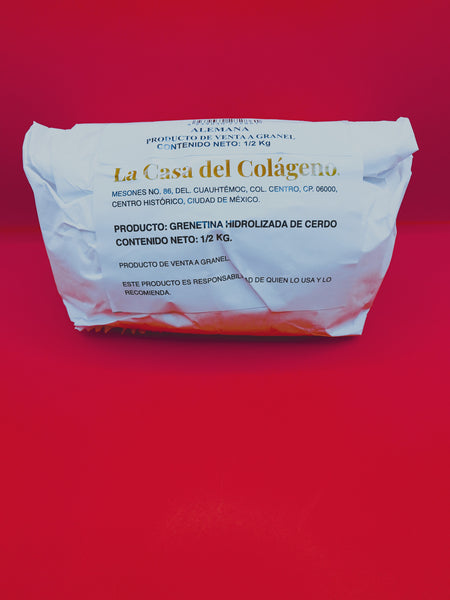 ALEMANA
PRODUCTO DE VENTA A GRANEL
CONTENIDO NETO: 1/2 Kg
La Casa del Colágeno.
MESONES NO. 86, DEL. CUAUHTÉMOC, COL. CENTRO, CP. 06000,
CENTRO HISTÓRICO, CIUDAD DE MÉXICO.
PRODUCTO: GRENETINA HIDROLIZADA DE CERDO
CONTENIDO NETO: 1/2 KG.
PRODUCTO DE VENTA A GRANEL
ESTE PRODUCTO ES RESPONSABILIDAD DE QUIEN LO USA Y LO
RECOMIENDA.